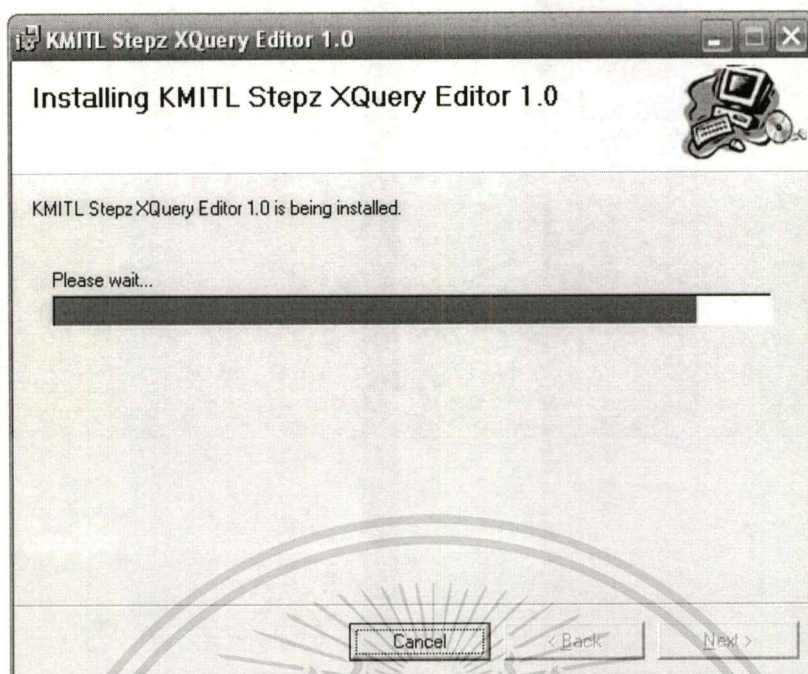 KMITL Stepz XQuery Editor 1.0
Installing KMITL Stepz XQuery Editor 1.0
KMITL Stepz XQuery Editor 1.0 is being installed.
Please wait...
Cancel
< Back
Next >